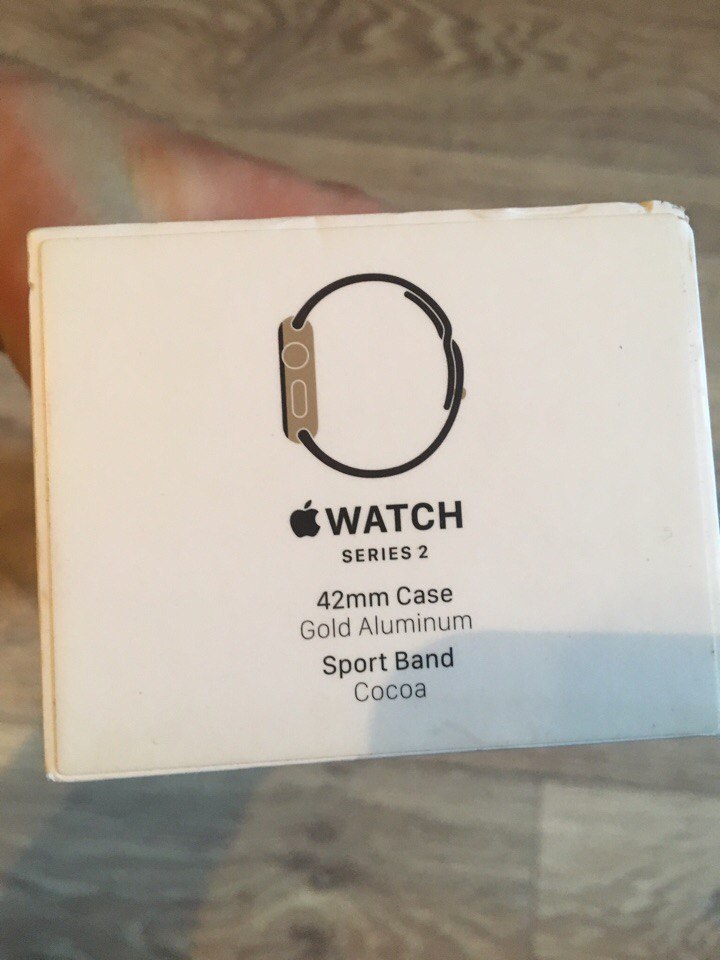 WATCH
SERIES 2
42mm Case
Gold Aluminum
Sport Band
Cocoa